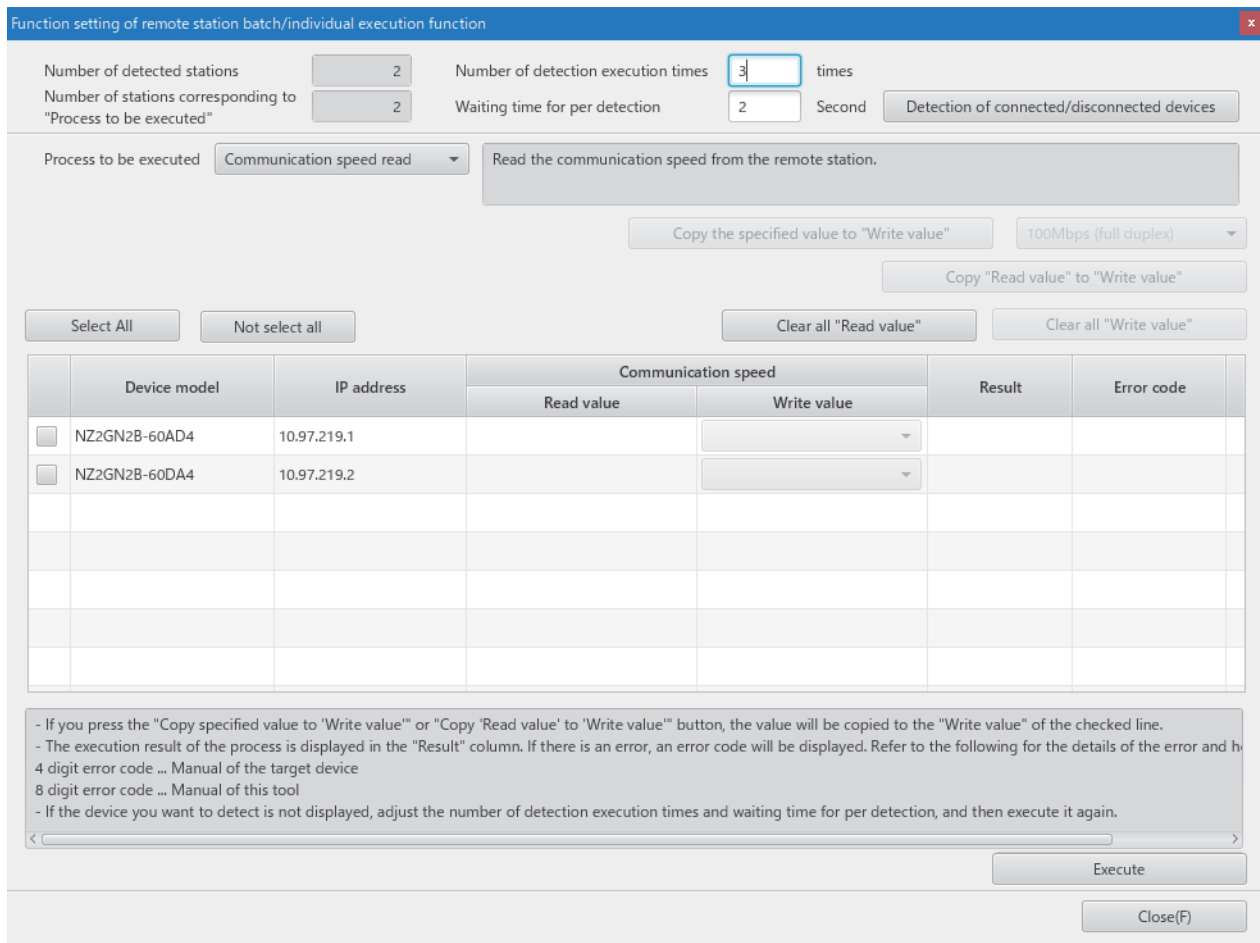 Function setting of remote station batch/individual execution function
x
Number of detected stations 2 Number of detection execution times 3 times
Number of stations corresponding to
"Process to be executed" 2 Waiting time for per detection 2 Second Detection of connected/disconnected devices
Process to be executed Communication speed read Read the communication speed from the remote station.
Copy the specified value to "Write value" 100Mbps (full duplex)
Copy "Read value" to "Write value"
Select All Not select all Clear all "Read value" Clear all "Write value"
Device model IP address Communication speed Result Error code
Read value Write value
NZ2GN2B-60AD4 10.97.219.1
NZ2GN2B-60DA4 10.97.219.2
- If you press the "Copy specified value to 'Write value'" or "Copy 'Read value' to 'Write value'" button, the value will be copied to the "Write value" of the checked line.
- The execution result of the process is displayed in the "Result" column. If there is an error, an error code will be displayed. Refer to the following for the details of the error and
4 digit error code ... Manual of the target device
8 digit error code ... Manual of this tool
- If the device you want to detect is not displayed, adjust the number of detection execution times and waiting time for per detection, and then execute it again.
Execute
Close(F)